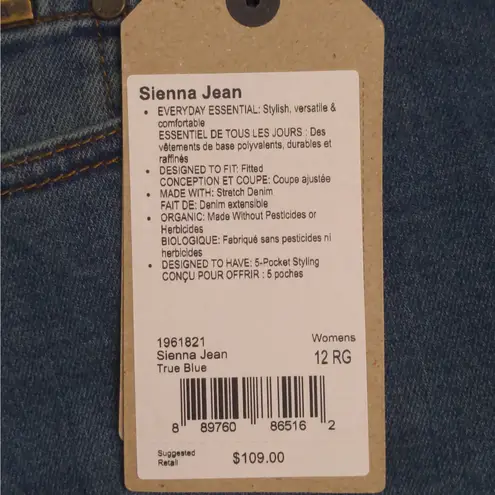 Sienna Jean
• EVERYDAY ESSENTIAL: Stylish, versatile &
comfortable
ESSENTIEL DE TOUS LES JOURS : Des
vêtements de base polyvalents, durables et
raffinés
• DESIGNED TO FIT: Fitted
CONCEPTION ET COUPE: Coupe ajustée
• MADE WITH: Stretch Denim
FAIT DE: Denim extensible
• ORGANIC: Made Without Pesticides or
Herbicides
BIOLOGIQUE: Fabriqué sans pesticides ni
herbicides
• DESIGNED TO HAVE: 5-Pocket Styling
CONÇU POUR OFFRIR : 5 poches
1961821 Womens
Sienna Jean 12 RG
True Blue
8 89760 86516 2
Suggested
Retail $109.00